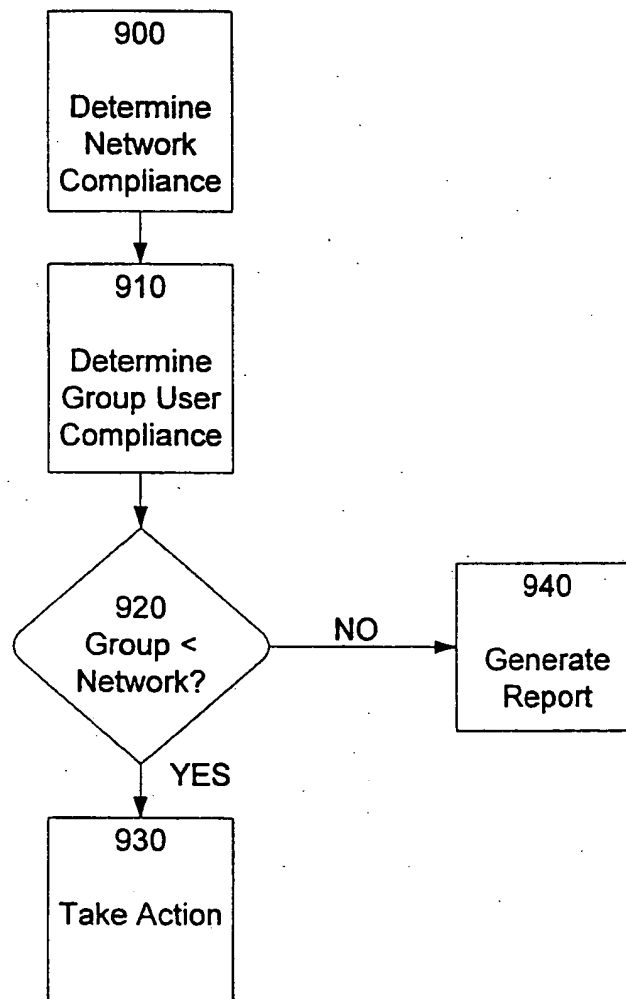 900
Determine
Network
Compliance
910
Determine
Group User
Compliance
920
Group <
Network?
NO
940
Generate
Report
YES
930
Take Action